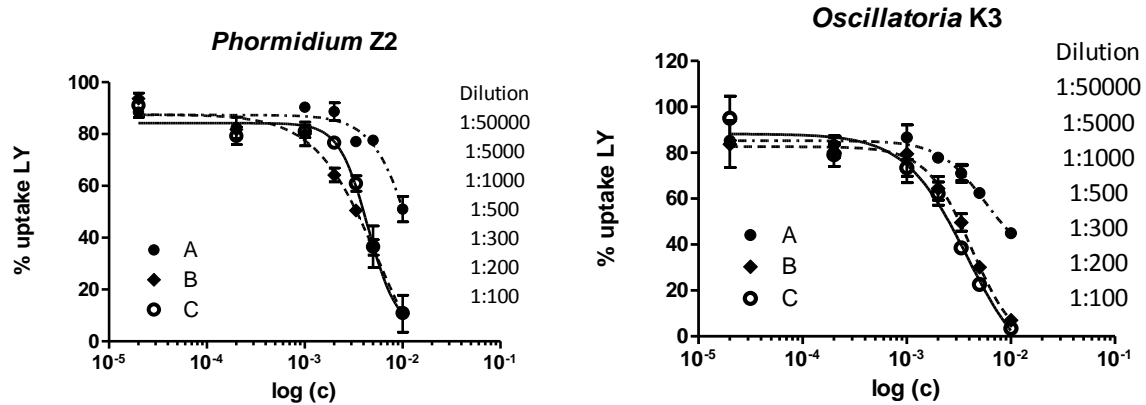 Phormidium Z2
100
80
60
40
20
0
% uptake LY
A
B
C
10-5
10-4
10-3
10-2
10-1
log (c)
Dilution
1:50000
1:5000
1:1000
1:500
1:300
1:200
1:100
Oscillatoria K3
120
100
80
60
40
20
0
% uptake LY
A
B
C
10-5
10-4
10-3
10-2
10-1
log (c)
Dilution
1:50000
1:5000
1:1000
1:500
1:300
1:200
1:100